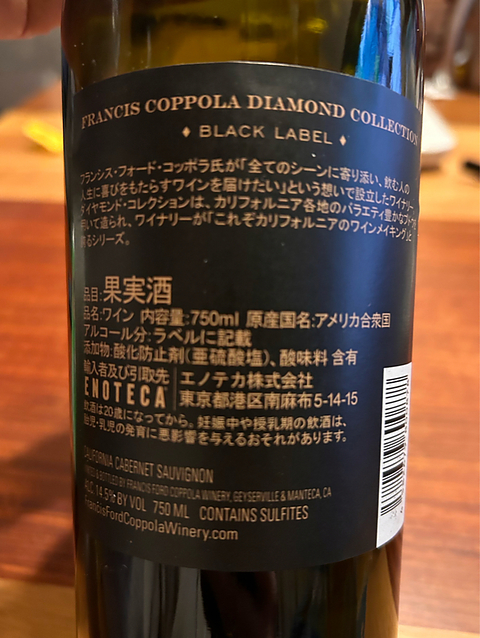 FRANCIS COPPOLA DIAMOND COLLECTION
♦ BLACK LABEL ♦
フランシス・フォード・コッポラ氏が「全てのシーンに寄り添い、飲む人の
人生に喜びをもたらすワインを届けたい」という想いで設立したワイナリー。
ダイヤモンド・コレクションは、カリフォルニア各地のバラエティ豊かなブドウを
用いて造られ、ワイナリーが「これぞカリフォルニアのワインメイキング」と
シリーズ。
品目:果実酒
品名:ワイン 内容量:750ml 原産国名:アメリカ合衆国
アルコール分:ラベルに記載
添加物:酸化防止剤(亜硫酸塩)、酸味料 含有
輸入者及び引取先
ENOTECA
エノテカ株式会社
東京都港区南麻布5-14-15
飲酒は20歳になってから。妊娠中や授乳期の飲酒は、
胎児・乳児の発育に悪影響を与えるおそれがあります。
CALIFORNIA CABERNET SAUVIGNON
& BOTTLED BY FRANCIS FORD COPPOLA WINERY, GEYSERVILLE & MANTECA, CA
ALC. 14.5% BY VOL 750 ML CONTAINS SULFITES
FrancisFordCoppolaWinery.com